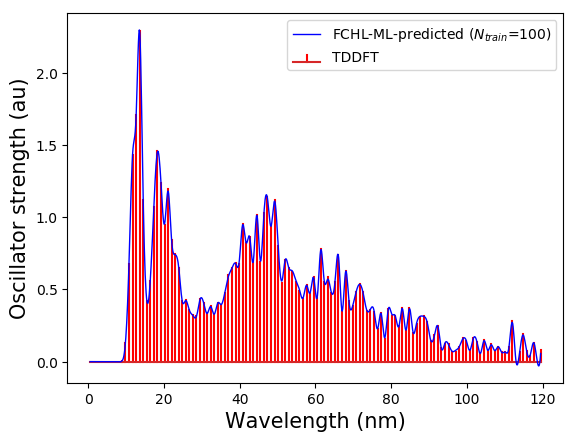 FCHL-ML-predicted (N_train=100)
TDDFT
Oscillator strength (au)
2.0
1.5
1.0
0.5
0.0
0 20 40 60 80 100 120
Wavelength (nm)